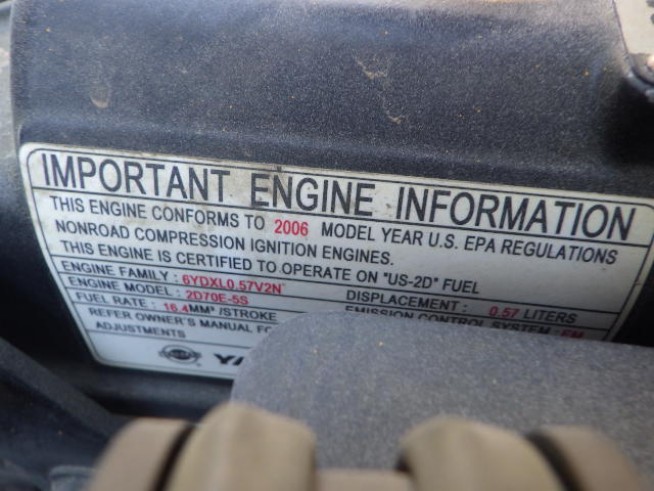 IMPORTANT ENGINE INFORMATION
THIS ENGINE CONFORMS TO 2006 MODEL YEAR U.S. EPA REGULATIONS
NONROAD COMPRESSION IGNITION ENGINES.
THIS ENGINE IS CERTIFIED TO OPERATE ON "US-2D" FUEL
ENGINE FAMILY : 6YDXL0.57V2N DISPLACEMENT : 0.57 LITERS
ENGINE MODEL : 2D70E-5S EMISSION CONTROL SYSTEM : EM
FUEL RATE : 16.4MM³/STROKE
REFER OWNER'S MANUAL FO
ADJUSTMENTS